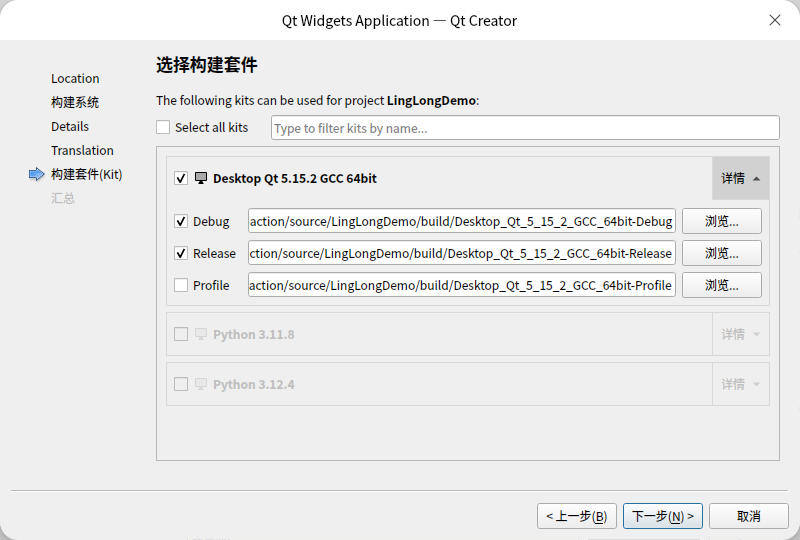 Qt Widgets Application — Qt Creator
Location
构建系统
Details
Translation
构建套件(Kit)
汇总
选择构建套件
The following kits can be used for project LingLongDemo:
Select all kits
Type to filter kits by name...
Desktop Qt 5.15.2 GCC 64bit
详情
Debug
action/source/LingLongDemo/build/Desktop_Qt_5_15_2_GCC_64bit-Debug
浏览...
Release
ction/source/LingLongDemo/build/Desktop_Qt_5_15_2_GCC_64bit-Release
浏览...
Profile
action/source/LingLongDemo/build/Desktop_Qt_5_15_2_GCC_64bit-Profile
浏览...
Python 3.11.8
详情
Python 3.12.4
详情
< 上一步(B)
下一步(N) >
取消